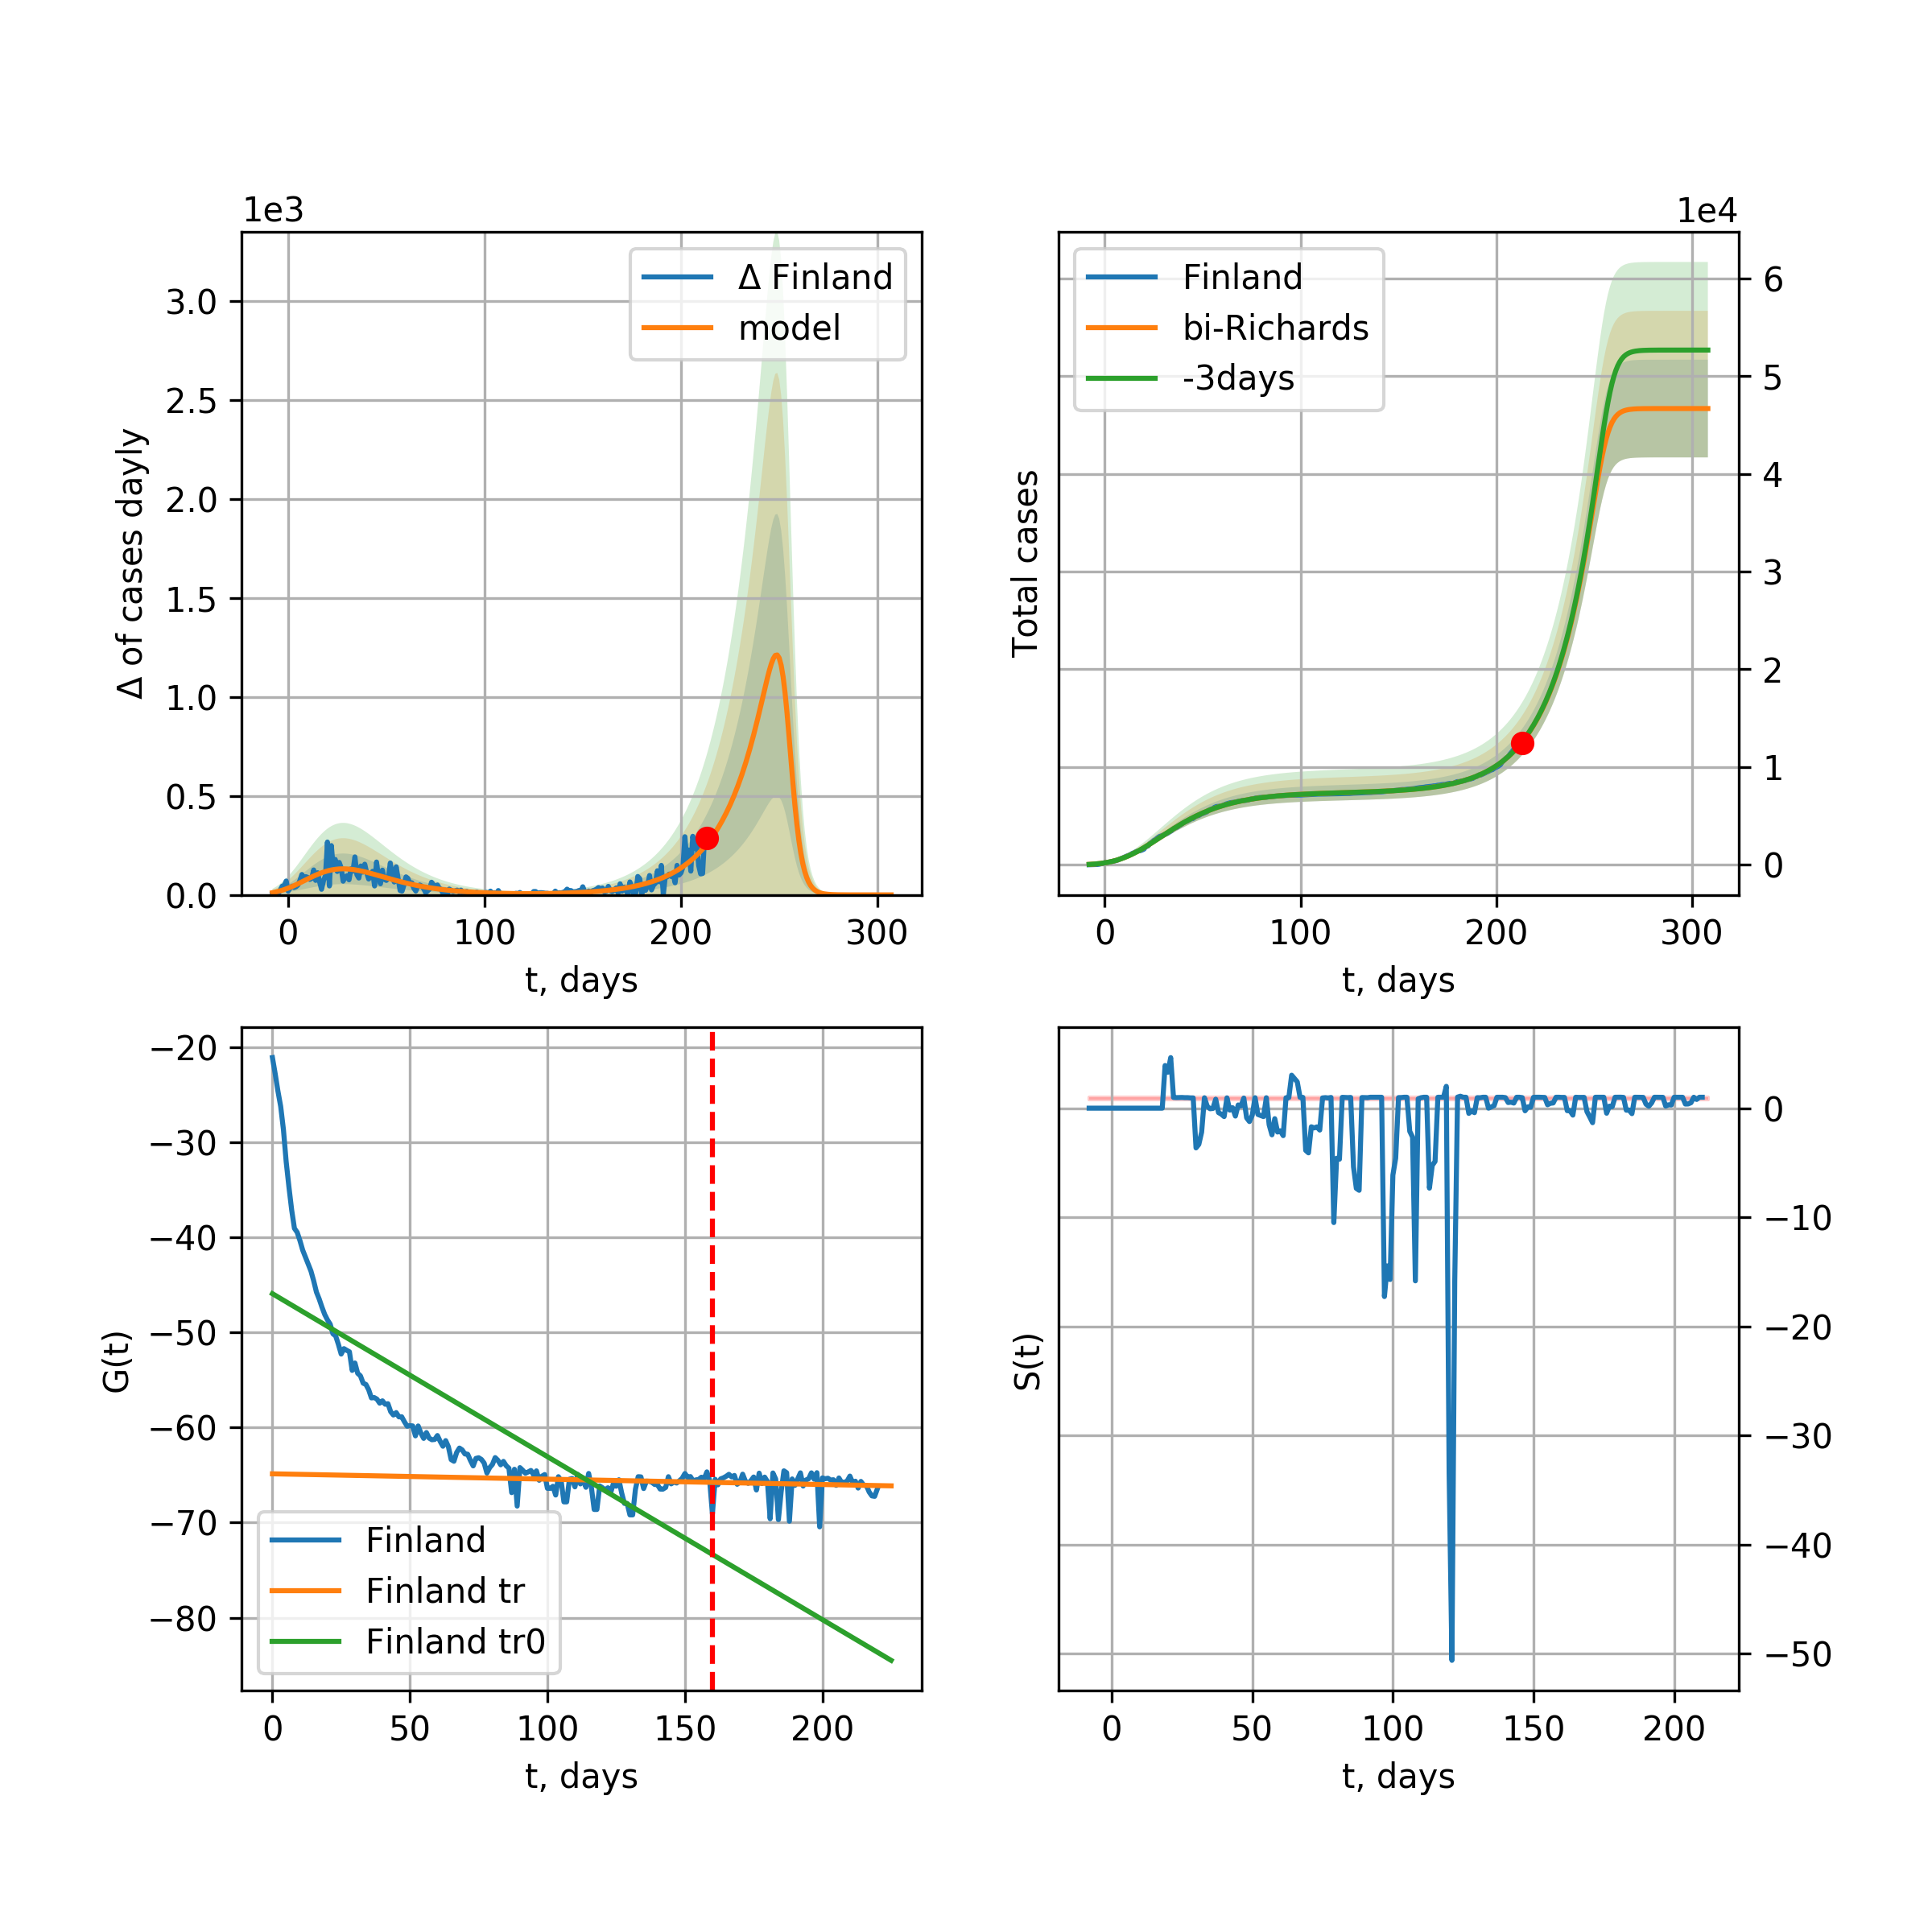 1e3
Δ of cases dayly
3.0
2.5
2.0
1.5
1.0
0.5
0.0
Δ Finland
model
0 100 200 300
t, days
1e4
Total cases
Finland
bi-Richards
-3days
6
5
4
3
2
1
0
0 100 200 300
t, days
G(t)
−20
−30
−40
−50
−60
−70
−80
Finland
Finland tr
Finland tr0
0 50 100 150 200
t, days
S(t)
0
−10
−20
−30
−40
−50
0 50 100 150 200
t, days